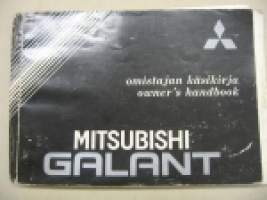 omistajan käsikirja
owner's handbook
MITSUBISHI
GALANT